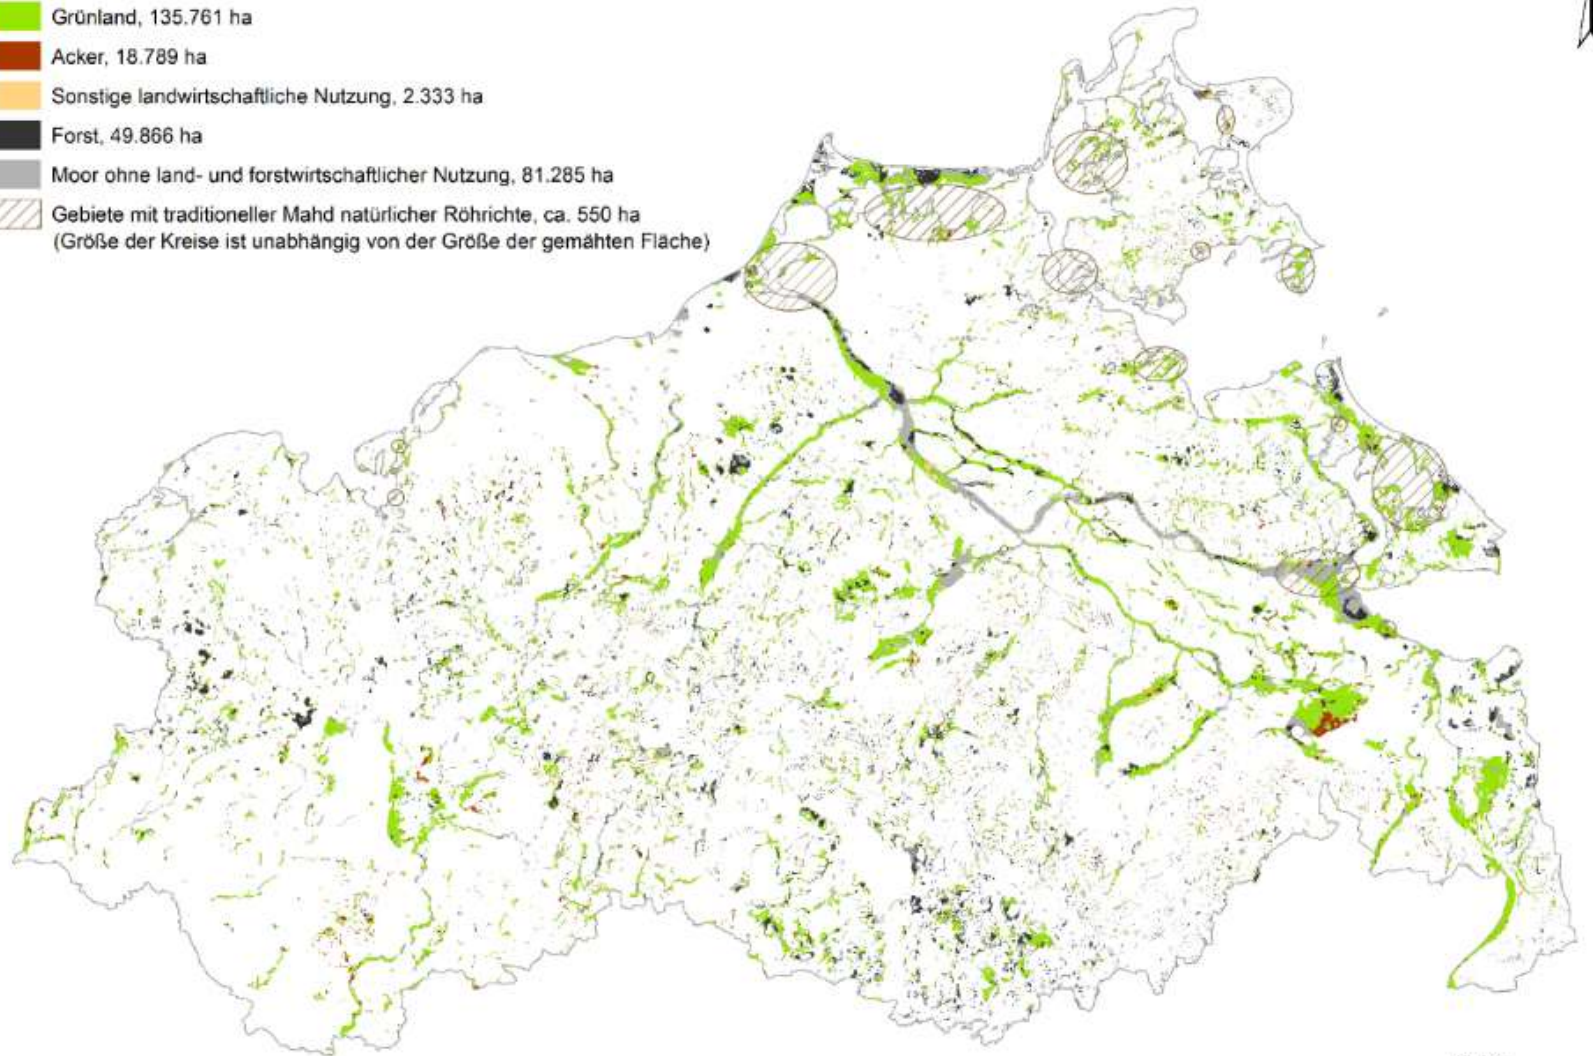 Grünland, 135.761 ha
Acker, 18.789 ha
Sonstige landwirtschaftliche Nutzung, 2.333 ha
Forst, 49.866 ha
Moor ohne land- und forstwirtschaftlicher Nutzung, 81.285 ha
Gebiete mit traditioneller Mahd natürlicher Röhrichte, ca. 550 ha
(Größe der Kreise ist unabhängig von der Größe der gemähten Fläche)